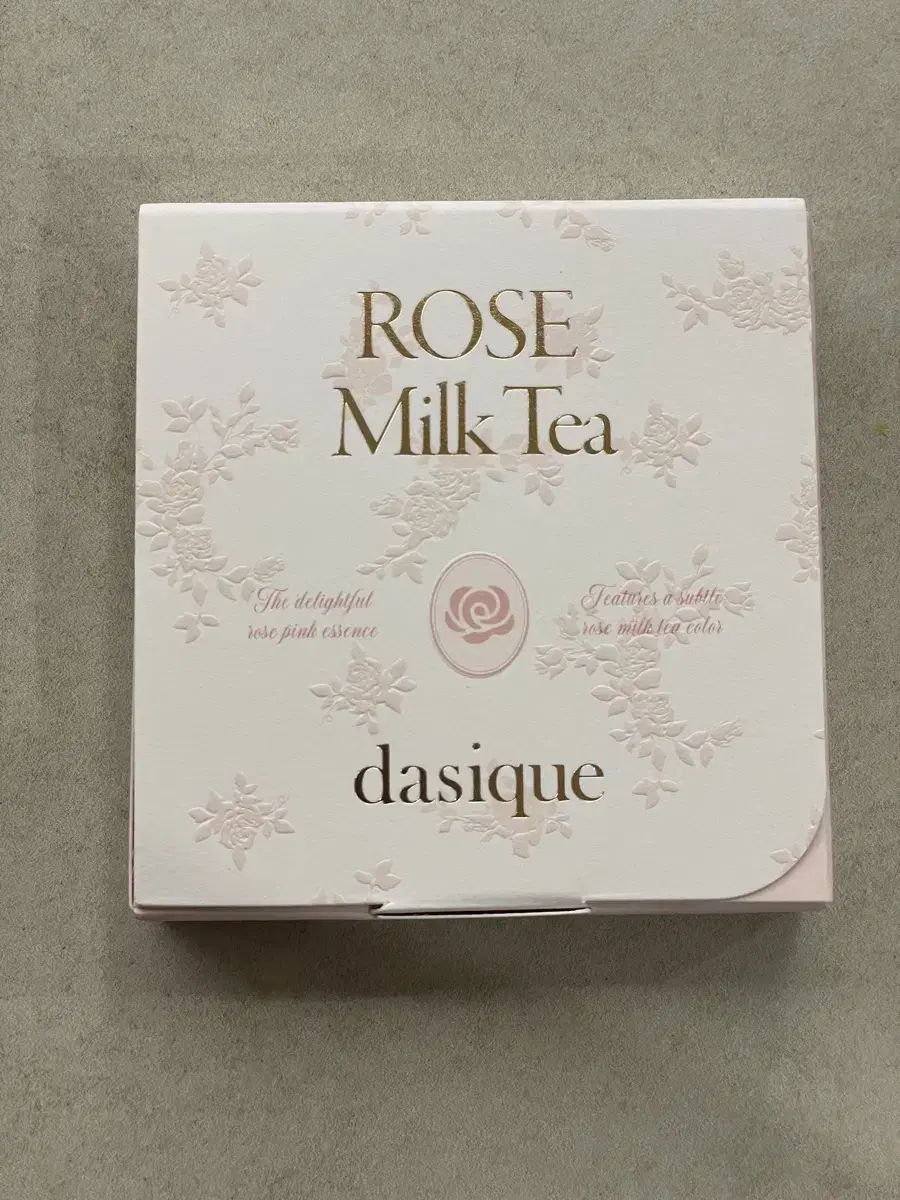 ROSE
Milk Tea
The delightful
rose pink essence
Features a subtle
rose milk tea color
dasique